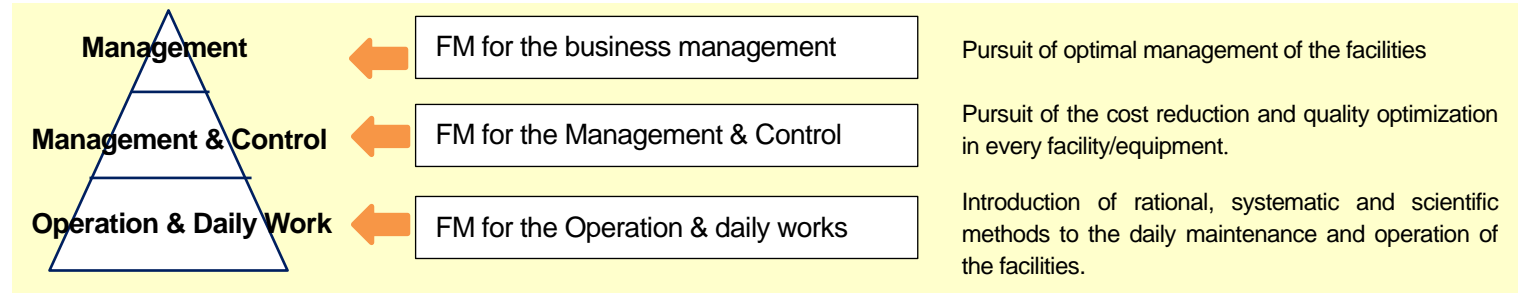 Management
FM for the business management
Pursuit of optimal management of the facilities
Management & Control
FM for the Management & Control
Pursuit of the cost reduction and quality optimization
in every facility/equipment.
Operation & Daily Work
FM for the Operation & daily works
Introduction of rational, systematic and scientific
methods to the daily maintenance and operation of
the facilities.